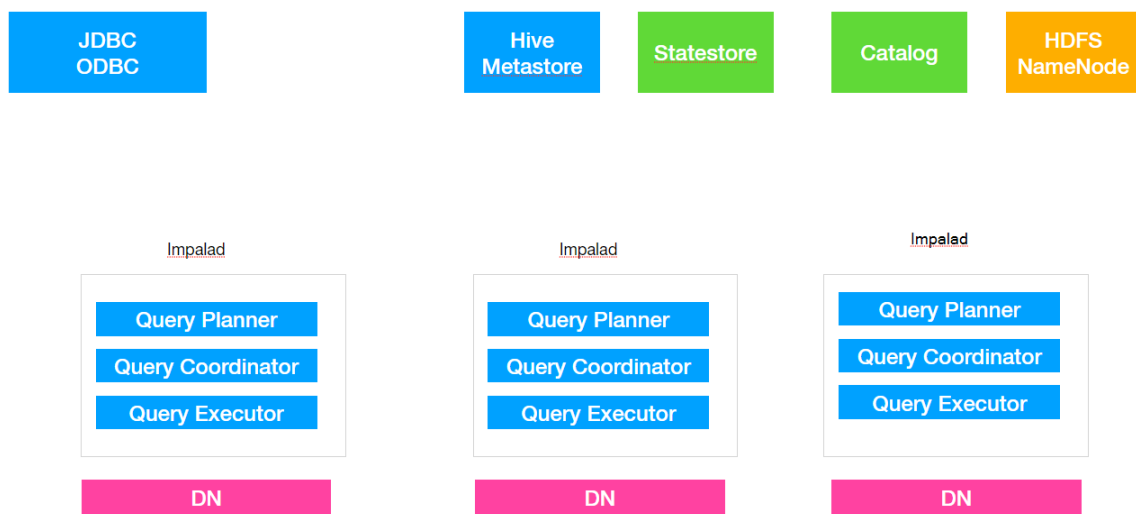 JDBC
ODBC
Hive
Metastore
Statestore
Catalog
HDFS
NameNode
Impalad
Impalad
Impalad
Query Planner
Query Coordinator
Query Executor
Query Planner
Query Coordinator
Query Executor
Query Planner
Query Coordinator
Query Executor
DN
DN
DN